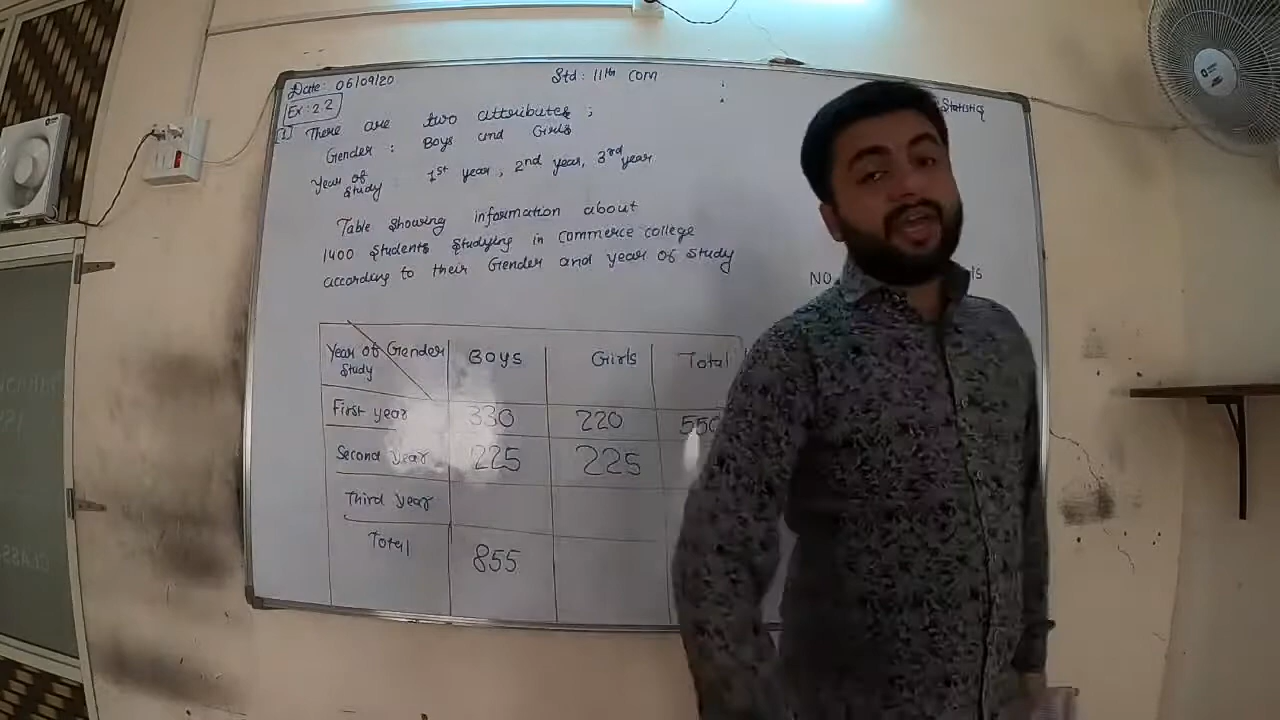 Date: 06/09/20
Std: 11th com
Statistics
Ex: 2.2
[1] There are two attributes ;
Gender : Boys and Girls
Year of Study : 1st year, 2nd year, 3rd year
Table showing information about
1400 students studying in commerce college
according to their Gender and year of study
NO
Year of Study Gender Boys Girls Total
First year 330 220 550
Second year 225 225
Third year
Total 855